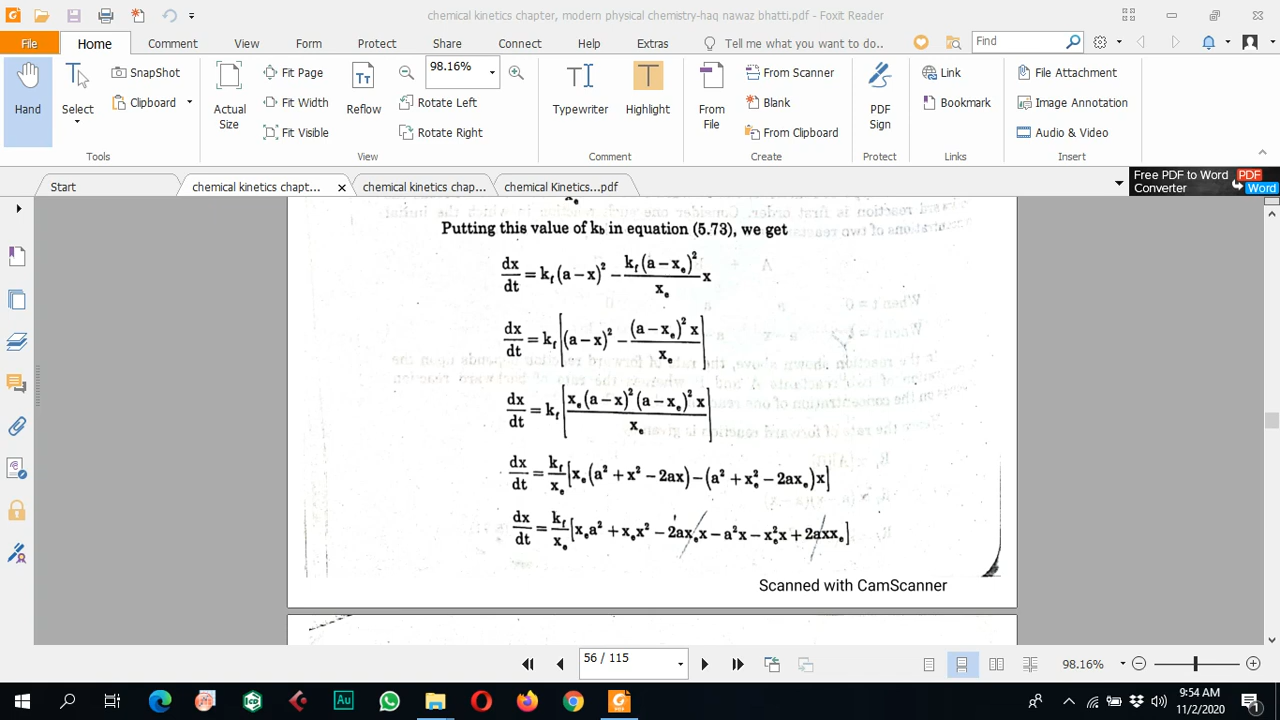 chemical kinetics chapter, modern physical chemistry-haq nawaz bhatti.pdf - Foxit Reader
File Home Comment View Form Protect Share Connect Help Extras Tell me what you want to do.. Find
Hand Select SnapShot Clipboard Actual Size Fit Page Fit Width Fit Visible Reflow 98.16% Rotate Left Rotate Right Typewriter Highlight From File From Scanner Blank From Clipboard PDF Sign Link Bookmark File Attachment Image Annotation Audio & Video
Tools View Comment Create Protect Links Insert
Start chemical kinetics chapt... chemical kinetics chap... chemical Kinetics...pdf Free PDF to Word Converter PDF Word
Putting this value of kb in equation (5.73), we get
dx/dt = kf(a−x)² − kf(a−xe)²/xe x
dx/dt = kf[(a−x)² − (a−xe)² x/xe]
dx/dt = kf[xe(a−x)² (a−xe)² x/xe]
dx/dt = kf/xe[xe(a² + x² − 2ax) − (a² + xe² − 2axe)x]
dx/dt = kf/xe[xea² + xex² − 2axex − a²x − xe²x + 2axxe]
Scanned with CamScanner
56 / 115 98.16%
Au 9:54 AM
11/2/2020 1